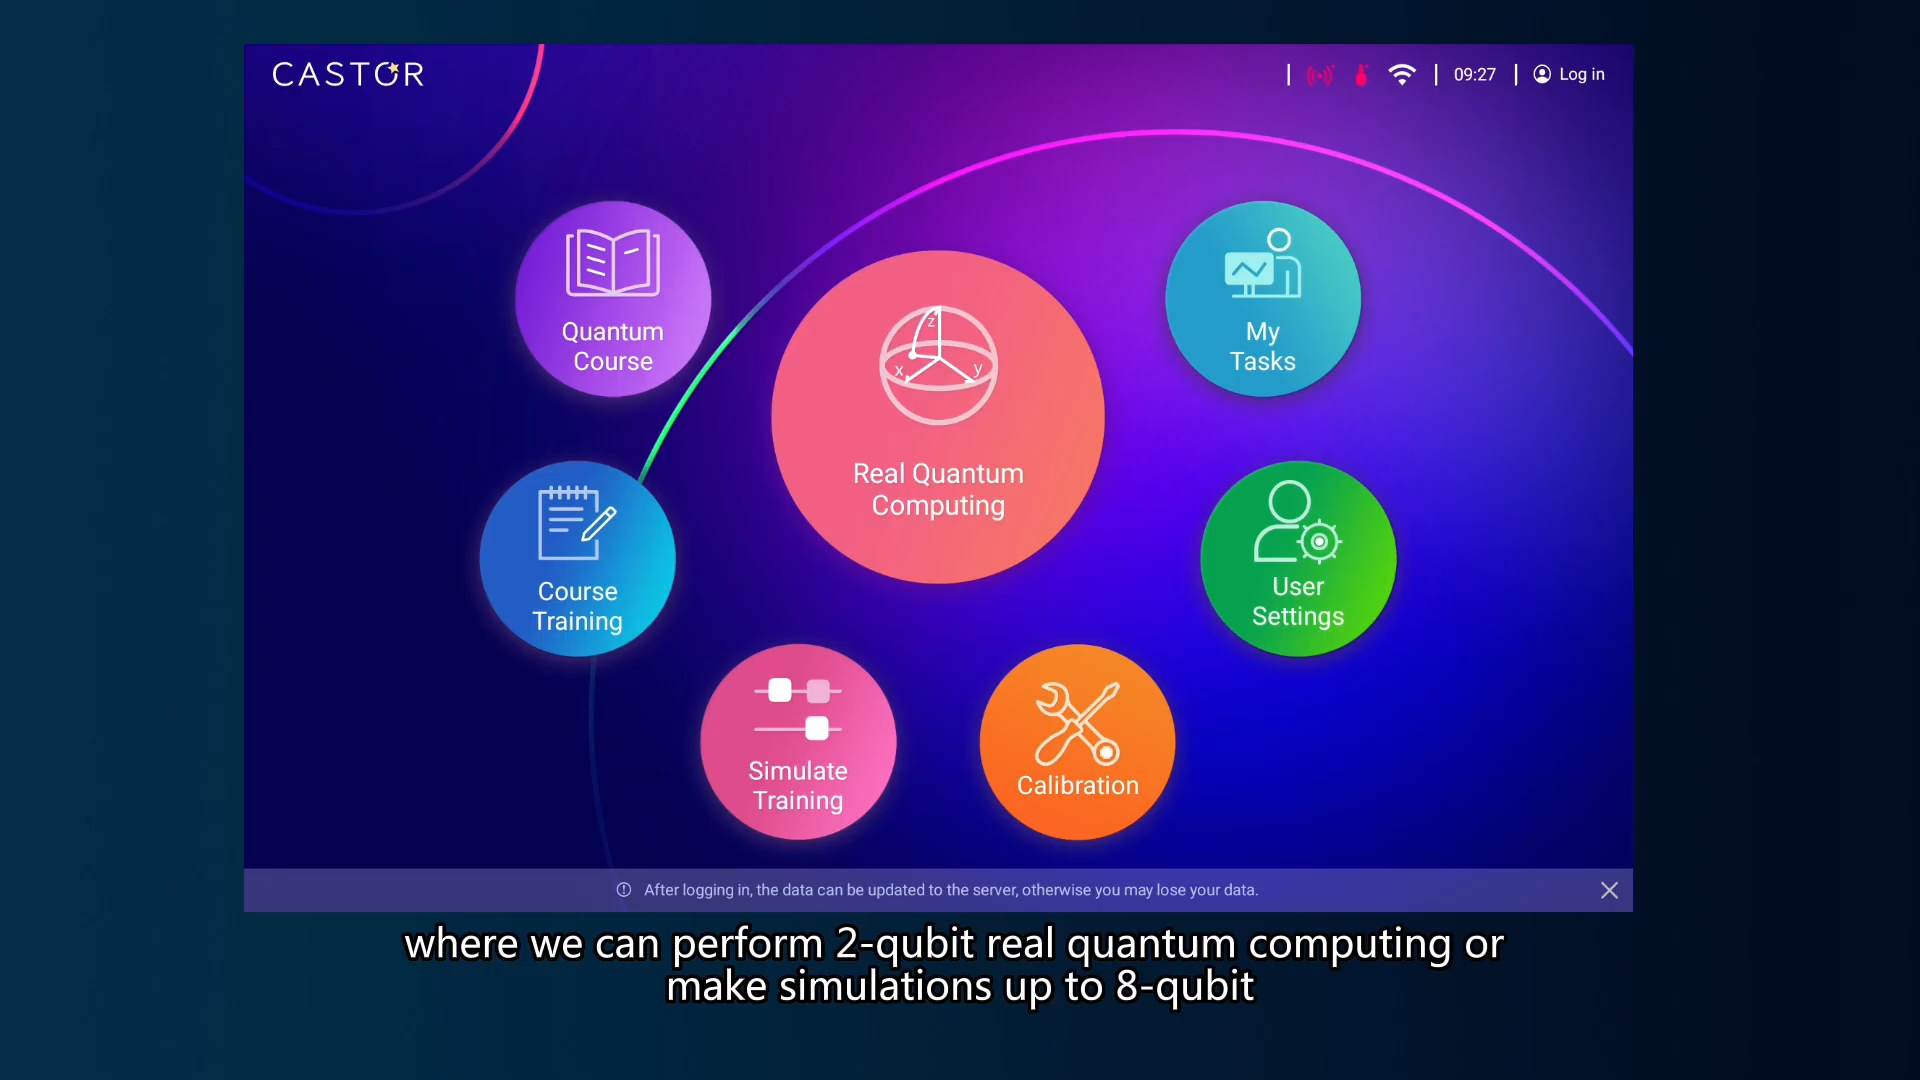 CASTOR
09:27
Log in
Quantum
Course
z
x
y
Real Quantum
Computing
My
Tasks
Course
Training
User
Settings
Simulate
Training
Calibration
After logging in, the data can be updated to the server, otherwise you may lose your data.
where we can perform 2-qubit real quantum computing or
make simulations up to 8-qubit